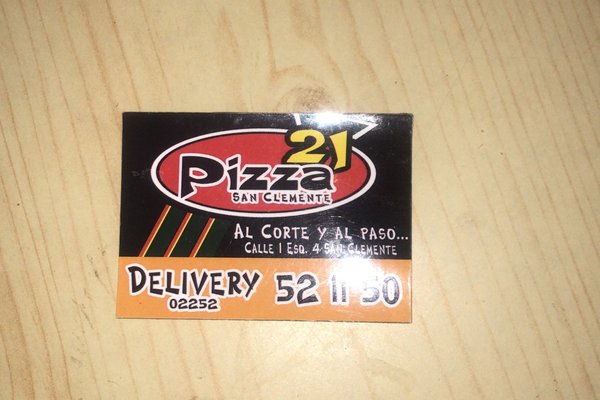 21
Pizza
SAN CLEMENTE
AL CORTE Y AL PASO...
CALLE 1 ESQ. 4 SAN CLEMENTE
DELIVERY 52 11 50
02252